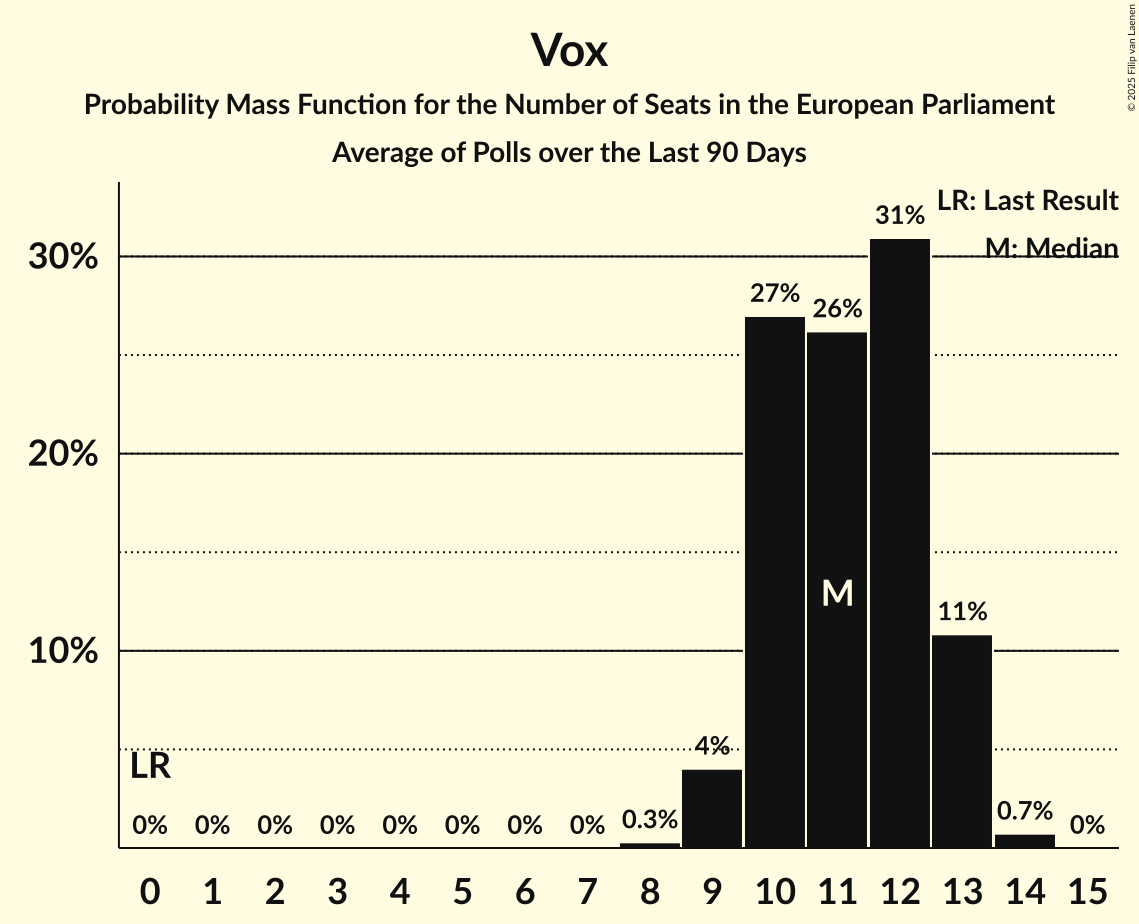 © 2025 Filip van Laenen
Vox
Probability Mass Function for the Number of Seats in the European Parliament
Average of Polls over the Last 90 Days
LR: Last Result
M: Median
30%
20%
10%
LR
M
0% 0% 0% 0% 0% 0% 0% 0% 0.3% 4% 27% 26% 31% 11% 0.7% 0%
0 1 2 3 4 5 6 7 8 9 10 11 12 13 14 15